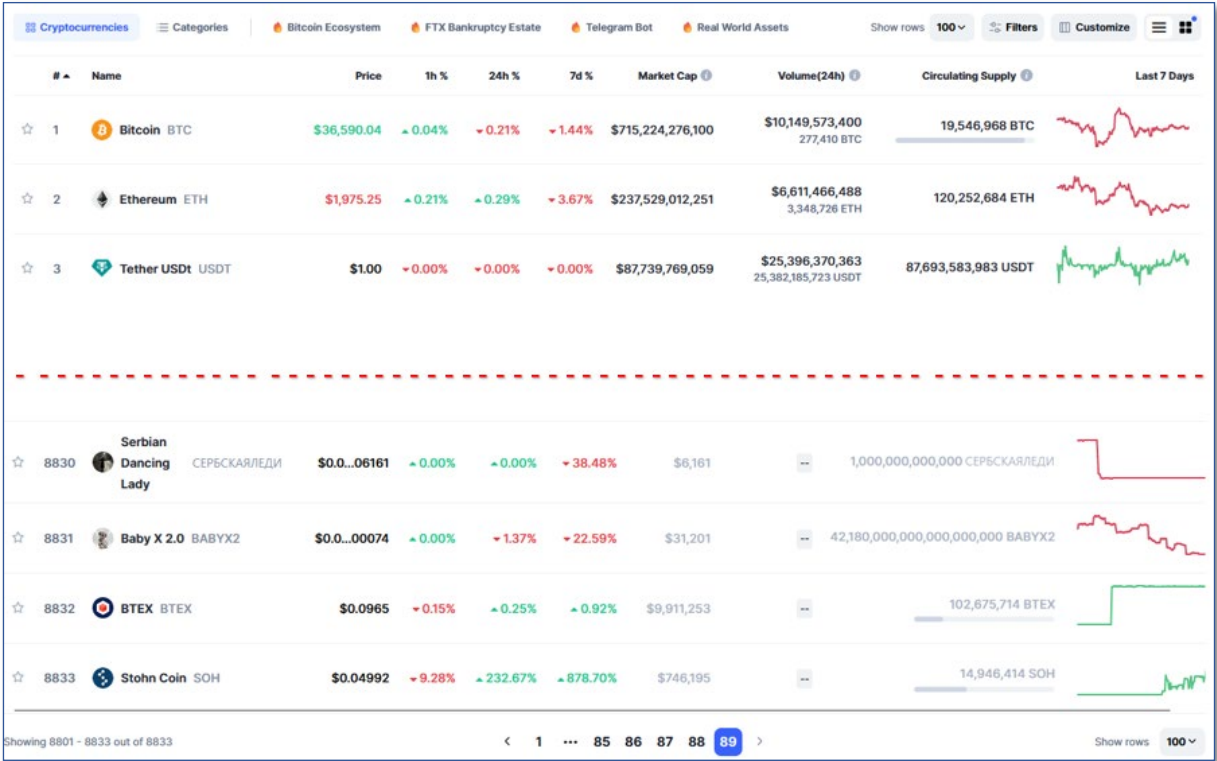 Cryptocurrencies Categories Bitcoin Ecosystem FTX Bankruptcy Estate Telegram Bot Real World Assets Show rows 100 Filters Customize
# Name Price 1h % 24h % 7d % Market Cap Volume(24h) Circulating Supply Last 7 Days
1 Bitcoin BTC $36,590.04 0.04% 0.21% 1.44% $715,224,276,100 $10,149,573,400 19,546,968 BTC
277,410 BTC
2 Ethereum ETH $1,975.25 0.21% 0.29% 3.67% $237,529,012,251 $6,611,466,488 120,252,684 ETH
3,348,726 ETH
3 Tether USDt USDT $1.00 0.00% 0.00% 0.00% $87,739,769,059 $25,396,370,363 87,693,583,983 USDT
25,382,185,723 USDT
Serbian
8830 Dancing СЕРБСКАЯЛЕДИ $0.0...06161 0.00% 0.00% 38.48% $6,161 -- 1,000,000,000,000 СЕРБСКАЯЛЕДИ
Lady
8831 Baby X 2.0 BABYX2 $0.0...00074 0.00% 1.37% 22.59% $31,201 -- 42,180,000,000,000,000,000 BABYX2
8832 BTEX BTEX $0.0965 0.15% 0.25% 0.92% $9,911,253 -- 102,675,714 BTEX
8833 Stohn Coin SOH $0.04992 9.28% 232.67% 878.70% $746,195 -- 14,946,414 SOH
Showing 8801 - 8833 out of 8833 1 ... 85 86 87 88 89 Show rows 100